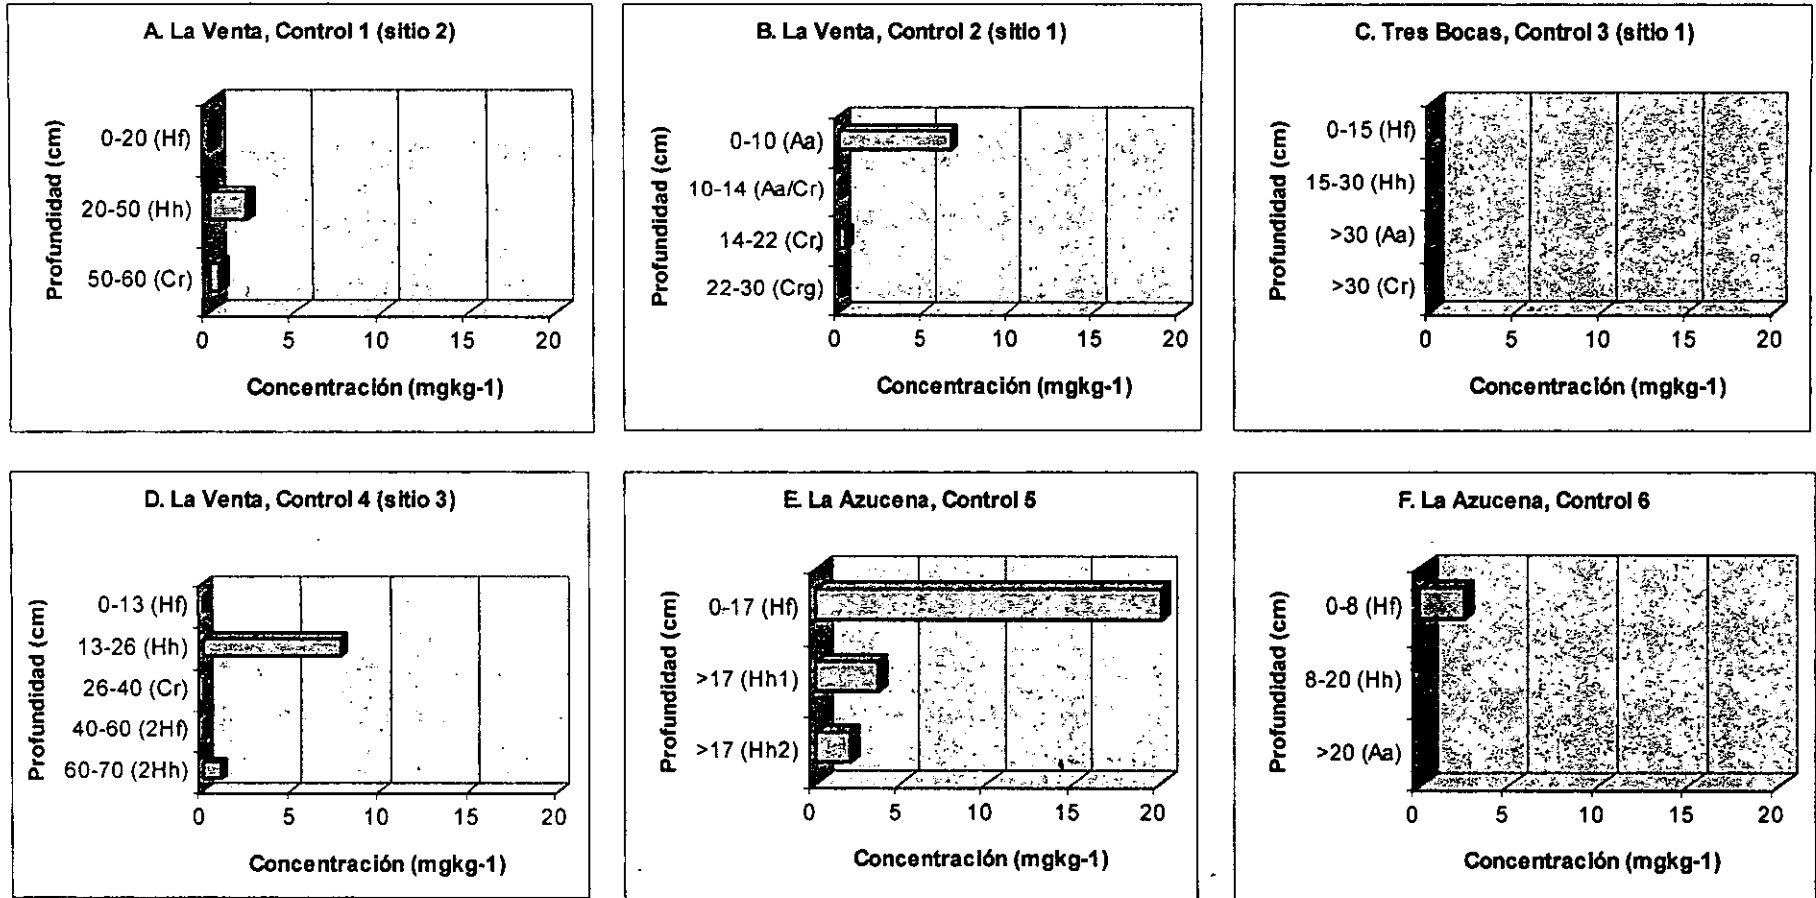 A. La Venta, Control 1 (sitio 2)
Profundidad (cm)
0-20 (Hf)
20-50 (Hh)
50-60 (Cr)
0 5 10 15 20
Concentración (mgkg-1)
B. La Venta, Control 2 (sitio 1)
Profundidad (cm)
0-10 (Aa)
10-14 (Aa/Cr)
14-22 (Cr)
22-30 (Crg)
0 5 10 15 20
Concentración (mgkg-1)
C. Tres Bocas, Control 3 (sitio 1)
Profundidad (cm)
0-15 (Hf)
15-30 (Hh)
>30 (Aa)
>30 (Cr)
0 5 10 15 20
Concentración (mgkg-1)
D. La Venta, Control 4 (sitio 3)
Profundidad (cm)
0-13 (Hf)
13-26 (Hh)
26-40 (Cr)
40-60 (2Hf)
60-70 (2Hh)
0 5 10 15 20
Concentración (mgkg-1)
E. La Azucena, Control 5
Profundidad (cm)
0-17 (Hf)
>17 (Hh1)
>17 (Hh2)
0 5 10 15 20
Concentración (mgkg-1)
F. La Azucena, Control 6
Profundidad (cm)
0-8 (Hf)
8-20 (Hh)
>20 (Aa)
0 5 10 15 20
Concentración (mgkg-1)